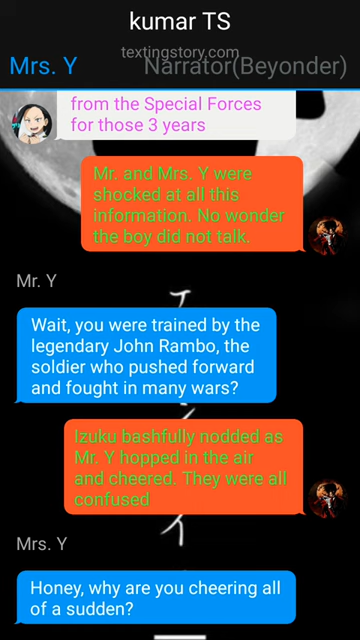 kumar TS
textingstory.com
Mrs. Y
Narrator(Beyonder)
from the Special Forces
for those 3 years
Mr. and Mrs. Y were
shocked at all this
information. No wonder
the boy did not talk.
Mr. Y
Wait, you were trained by the
legendary John Rambo, the
soldier who pushed forward
and fought in many wars?
Izuku bashfully nodded as
Mr. Y hopped in the air
and cheered. They were all
confused
Mrs. Y
Honey, why are you cheering all
of a sudden?